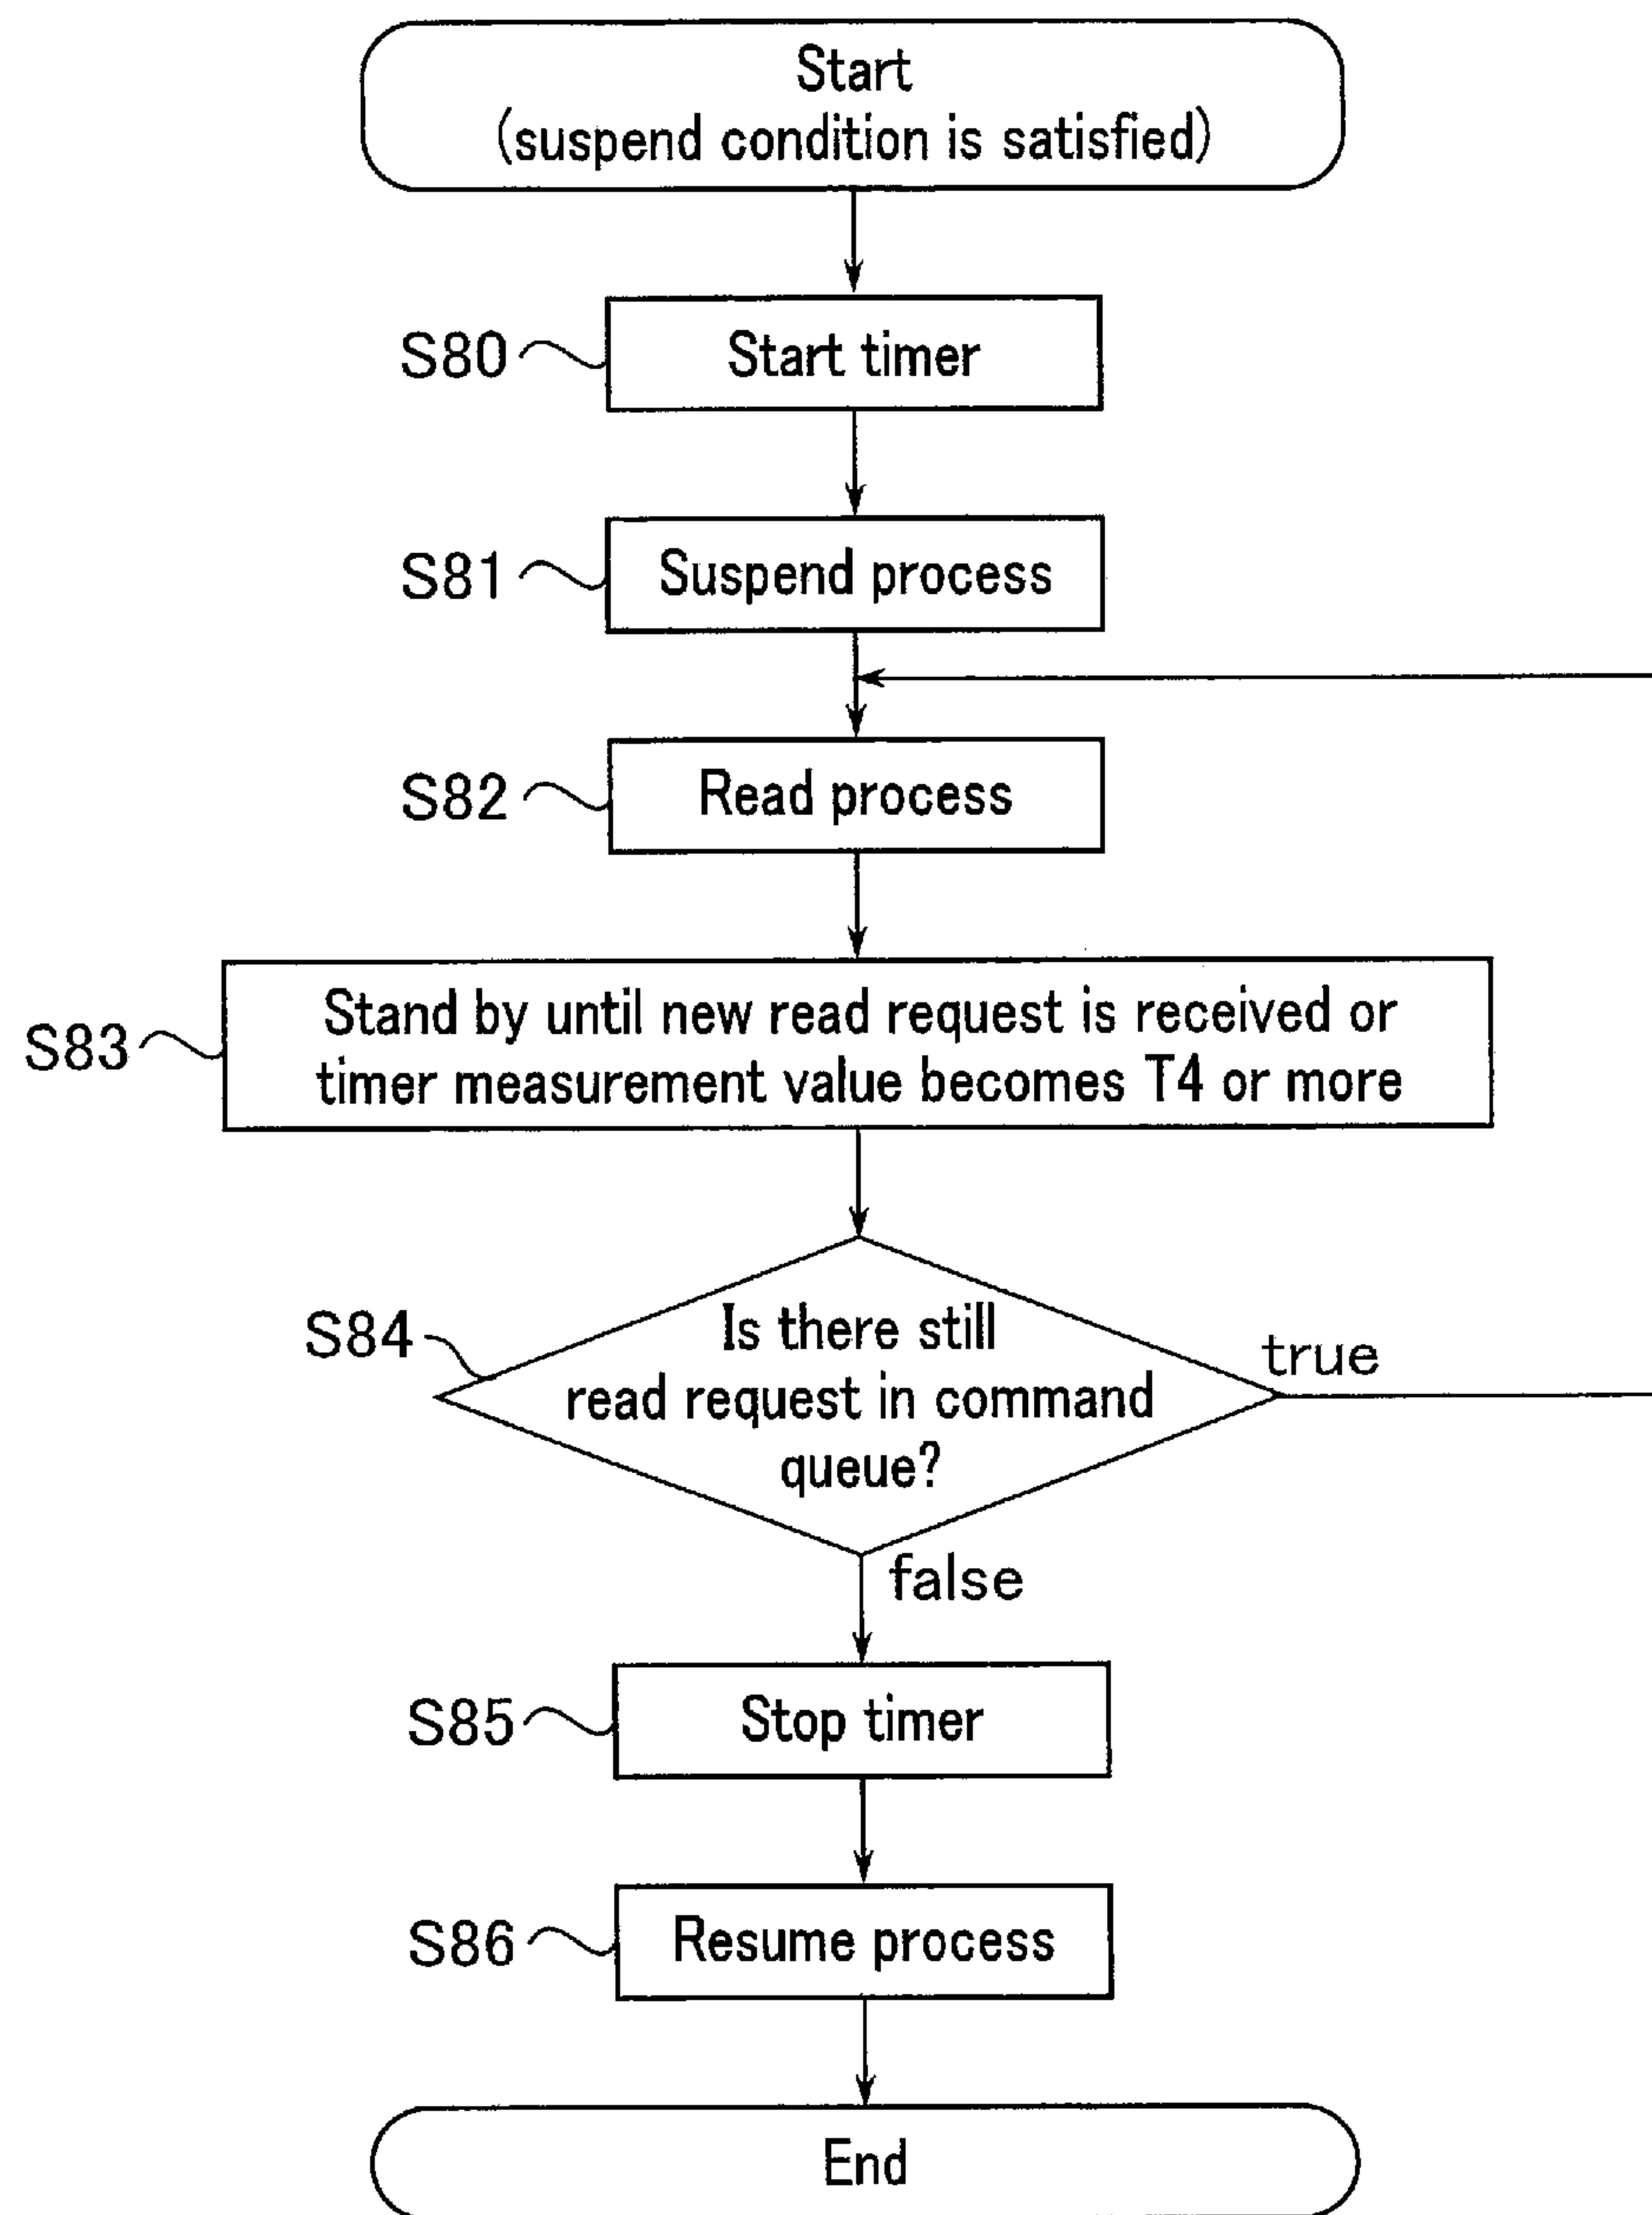 Start
(suspend condition is satisfied)
S80
Start timer
S81
Suspend process
S82
Read process
S83
Stand by until new read request is received or
timer measurement value becomes T4 or more
S84
Is there still
read request in command
queue?
true
false
S85
Stop timer
S86
Resume process
End